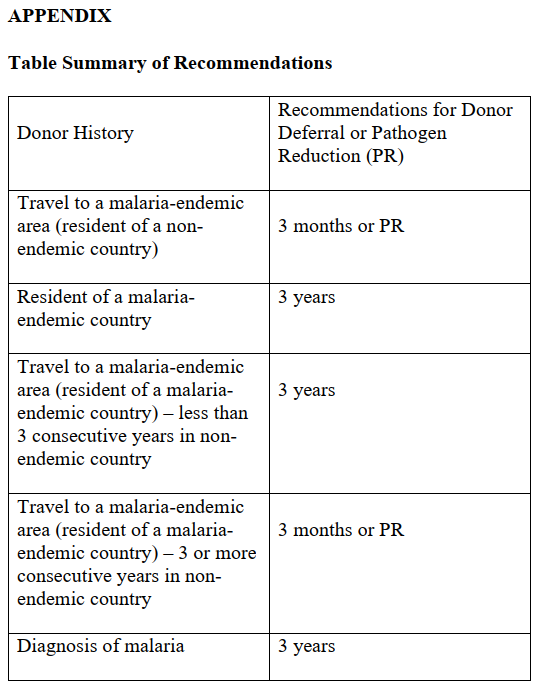 APPENDIX
Table Summary of Recommendations
Donor History
Recommendations for Donor
Deferral or Pathogen
Reduction (PR)
Travel to a malaria-endemic
area (resident of a non-
endemic country)
3 months or PR
Resident of a malaria-
endemic country
3 years
Travel to a malaria-endemic
area (resident of a malaria-
endemic country) – less than
3 consecutive years in non-
endemic country
3 years
Travel to a malaria-endemic
area (resident of a malaria-
endemic country) – 3 or more
consecutive years in non-
endemic country
3 months or PR
Diagnosis of malaria
3 years